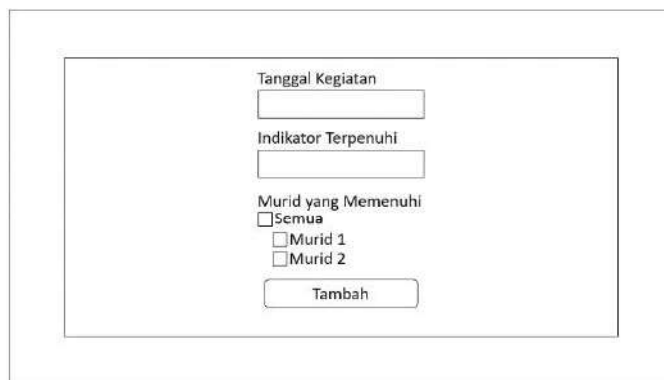 Tanggal Kegiatan
Indikator Terpenuhi
Murid yang Memenuhi
Semua
Murid 1
Murid 2
Tambah